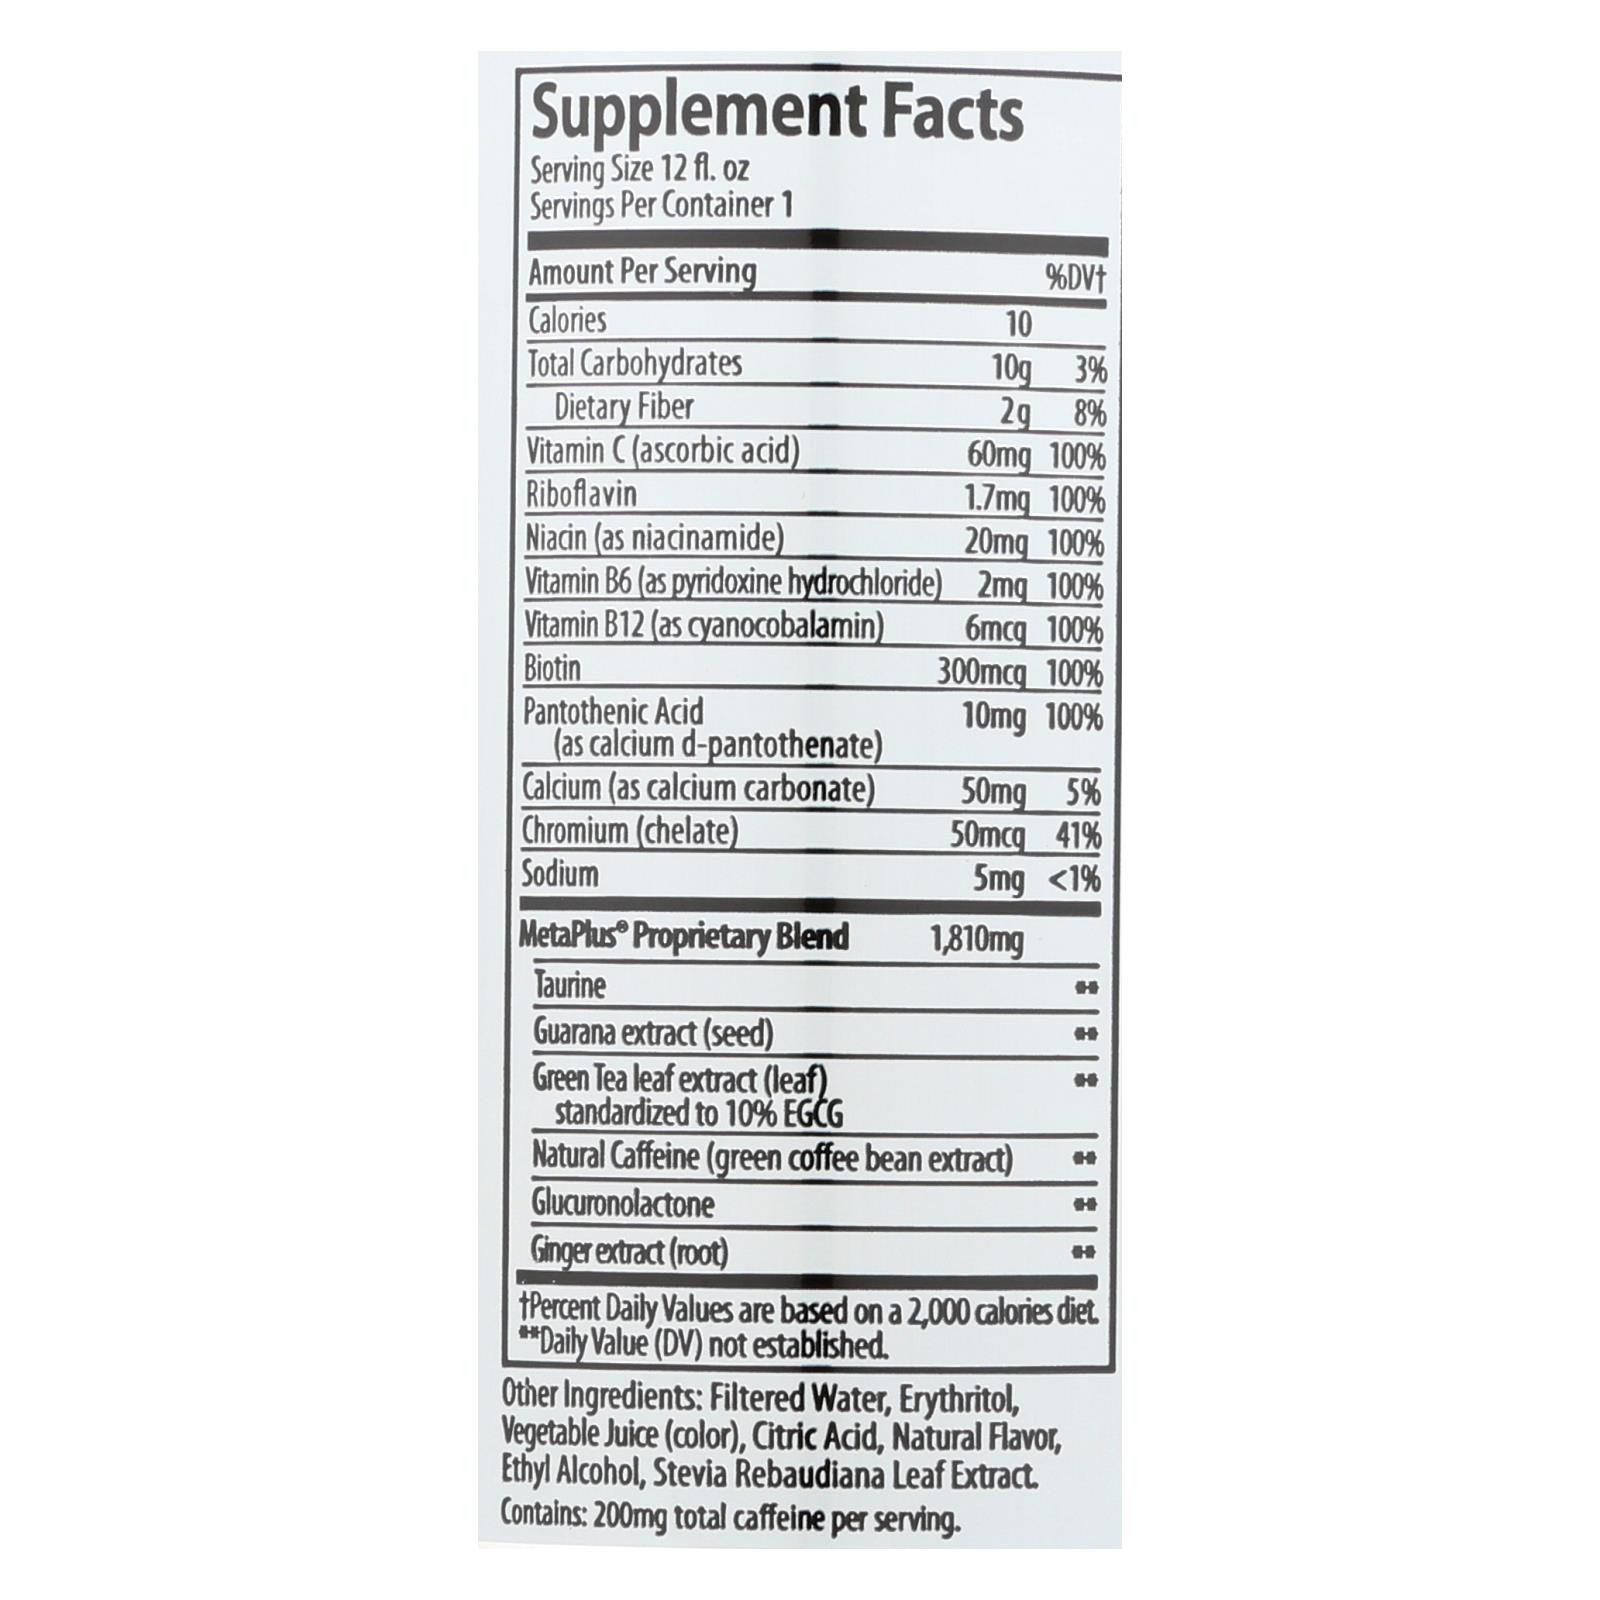 Supplement Facts
Serving Size 12 fl. oz
Servings Per Container 1
Amount Per Serving %DV†
Calories 10
Total Carbohydrates 10g 3%
Dietary Fiber 2g 8%
Vitamin C (ascorbic acid) 60mg 100%
Riboflavin 1.7mg 100%
Niacin (as niacinamide) 20mg 100%
Vitamin B6 (as pyridoxine hydrochloride) 2mg 100%
Vitamin B12 (as cyanocobalamin) 6mcg 100%
Biotin 300mcg 100%
Pantothenic Acid 10mg 100%
(as calcium d-pantothenate)
Calcium (as calcium carbonate) 50mg 5%
Chromium (chelate) 50mcg 41%
Sodium 5mg <1%
MetaPlus® Proprietary Blend 1,810mg
Taurine **
Guarana extract (seed) **
Green Tea leaf extract (leaf) **
standardized to 10% EGCG
Natural Caffeine (green coffee bean extract) **
Glucuronolactone **
Ginger extract (root) **
†Percent Daily Values are based on a 2,000 calories diet.
**Daily Value (DV) not established.
Other Ingredients: Filtered Water, Erythritol,
Vegetable Juice (color), Citric Acid, Natural Flavor,
Ethyl Alcohol, Stevia Rebaudiana Leaf Extract.
Contains: 200mg total caffeine per serving.